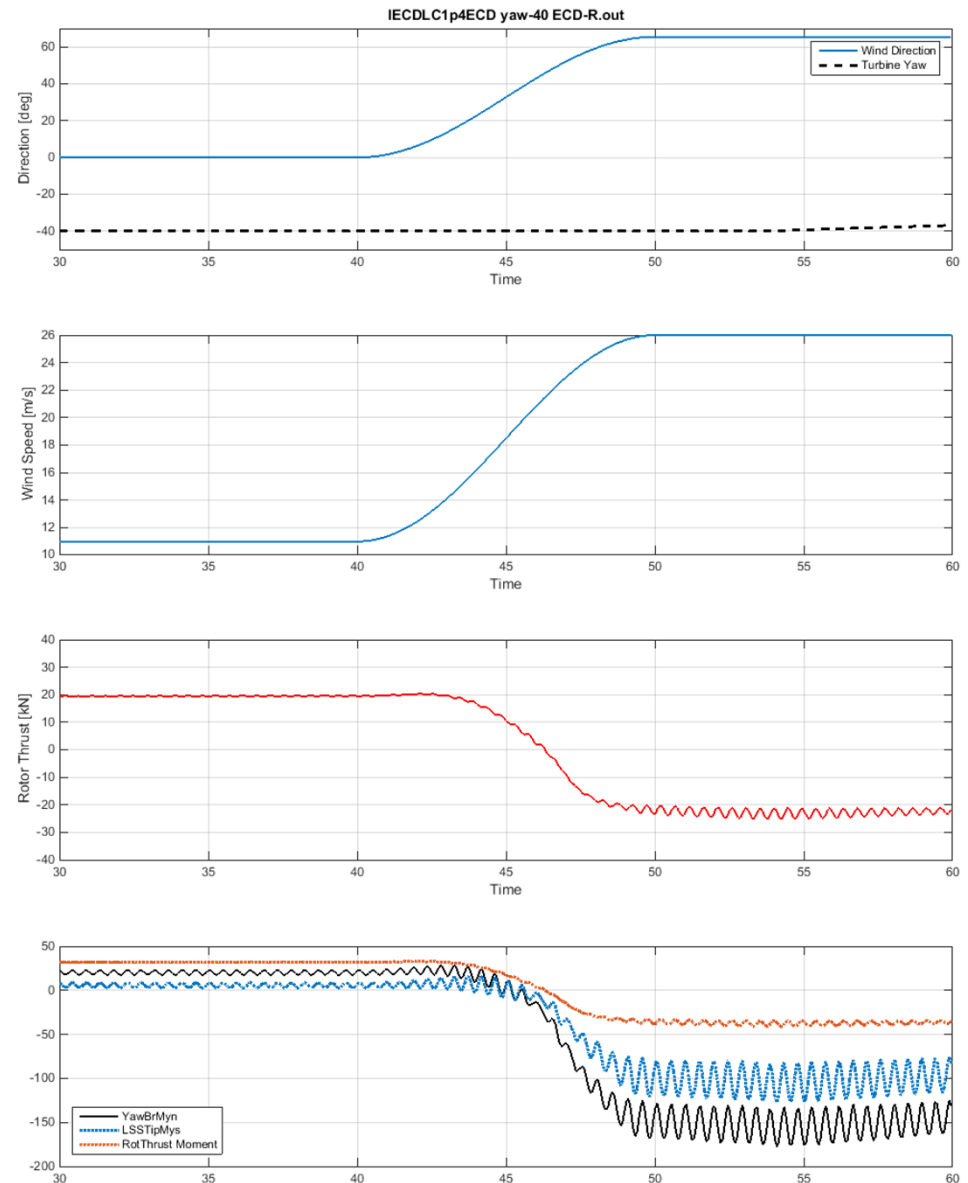 IECDLC1p4ECD yaw-40 ECD-R.out
60
40
20
0
-20
-40
Direction [deg]
Wind Direction
Turbine Yaw
30 35 40 45 50 55 60
Time
26
24
22
20
18
16
14
12
10
Wind Speed [m/s]
30 35 40 45 50 55 60
Time
40
30
20
10
0
-10
-20
-30
-40
Rotor Thrust [kN]
30 35 40 45 50 55 60
Time
50
0
-50
-100
-150
-200
YawBrMyn
LSSTipMys
RotThrust Moment
30 35 40 45 50 55 60